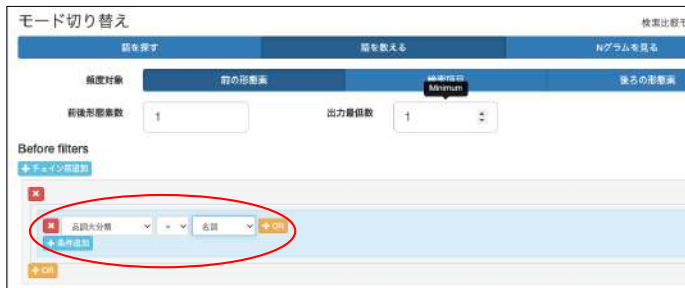 モード切り替え
検索比較モ
語を探す 語を数える Nグラムを見る
頻度対象 前の形態素 検索項目 後ろの形態素
Minimum
前後形態素数 1 出力最低数 1
Before filters
+チェイン前追加
×
× 品詞大分類 = 名詞 +OR
+条件追加
+OR